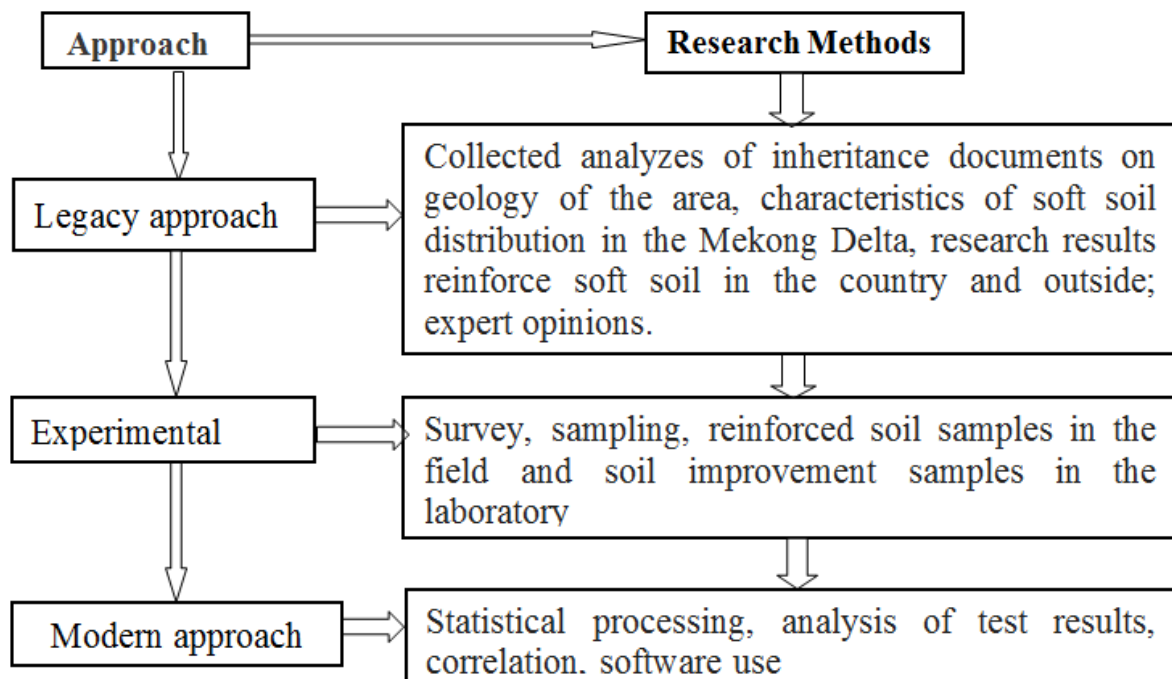 Approach
Research Methods
Legacy approach
Collected analyzes of inheritance documents on
geology of the area, characteristics of soft soil
distribution in the Mekong Delta, research results
reinforce soft soil in the country and outside;
expert opinions.
Experimental
Survey, sampling, reinforced soil samples in the
field and soil improvement samples in the
laboratory
Modern approach
Statistical processing, analysis of test results,
correlation, software use